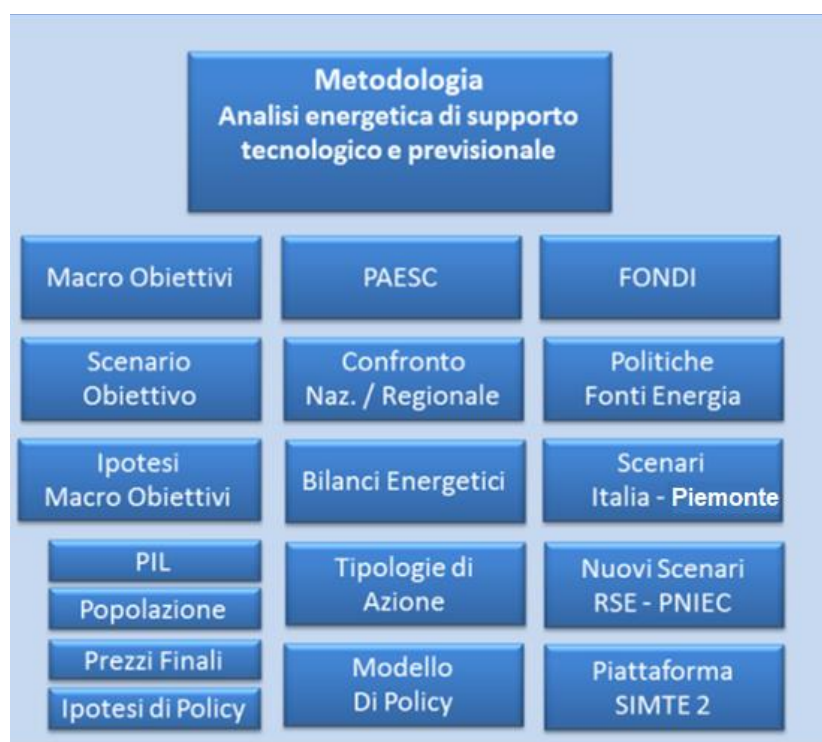 Metodologia
Analisi energetica di supporto
tecnologico e previsionale
Macro Obiettivi
PAESC
FONDI
Scenario
Obiettivo
Confronto
Naz. / Regionale
Politiche
Fonti Energia
Ipotesi
Macro Obiettivi
Bilanci Energetici
Scenari
Italia - Piemonte
PIL
Popolazione
Prezzi Finali
Ipotesi di Policy
Tipologie di
Azione
Nuovi Scenari
RSE - PNIEC
Modello
Di Policy
Piattaforma
SIMTE 2